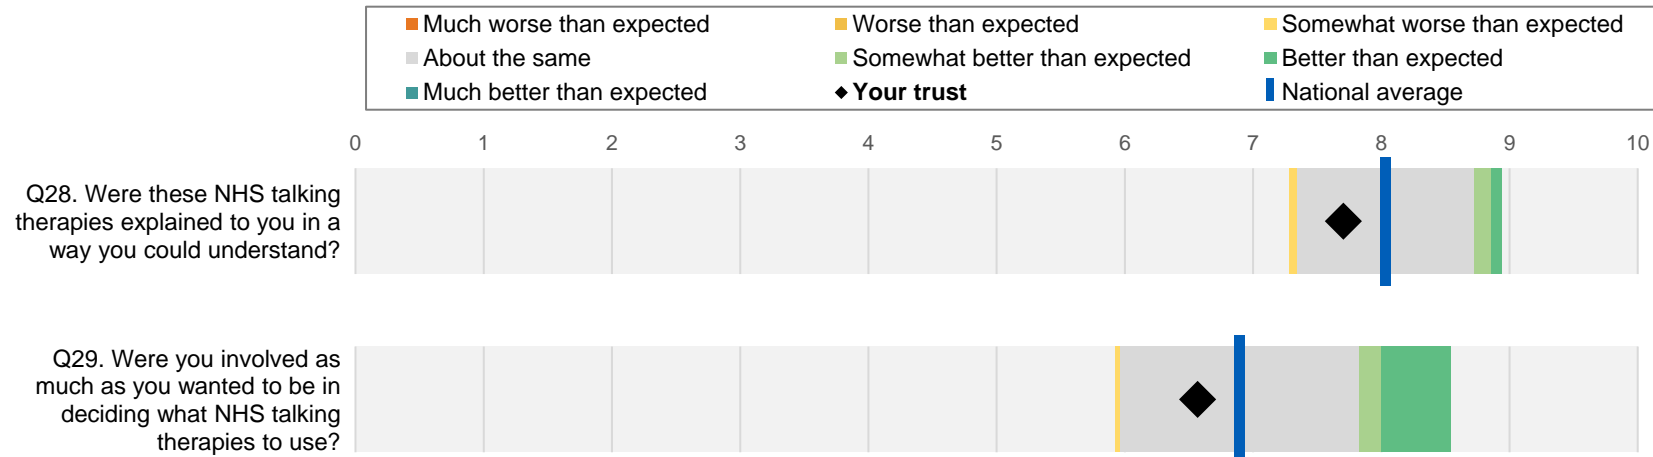 Much worse than expected
Worse than expected
Somewhat worse than expected
About the same
Somewhat better than expected
Better than expected
Much better than expected
Your trust
National average
0 1 2 3 4 5 6 7 8 9 10
Q28. Were these NHS talking
therapies explained to you in a
way you could understand?
Q29. Were you involved as
much as you wanted to be in
deciding what NHS talking
therapies to use?